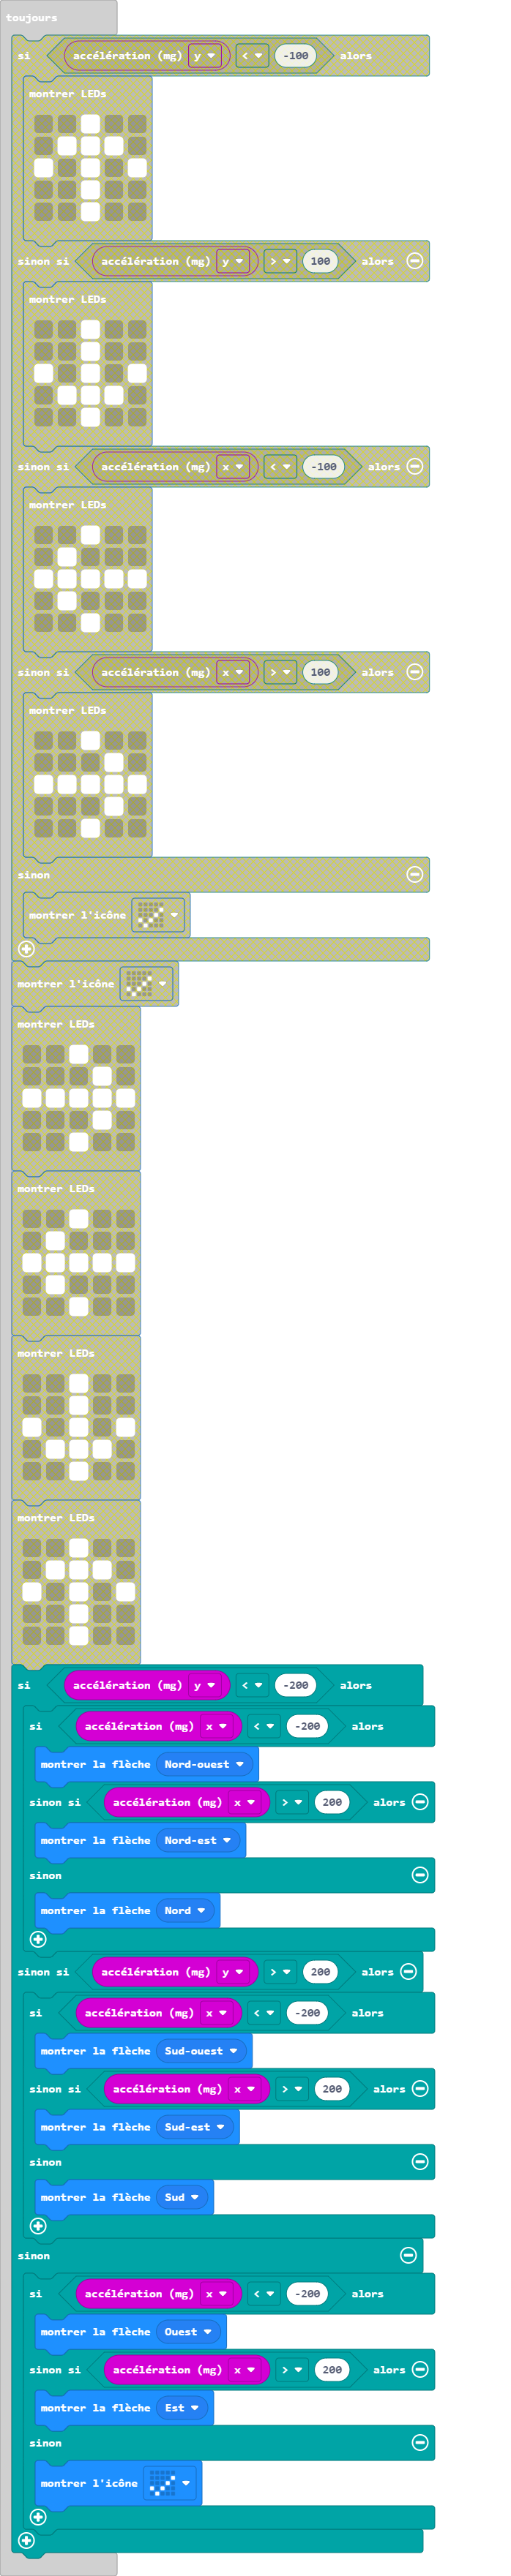 toujours
si accélération (mg) y < -100 alors
montrer LEDs
sinon si accélération (mg) y > 100 alors
montrer LEDs
sinon si accélération (mg) x < -100 alors
montrer LEDs
sinon si accélération (mg) x > 100 alors
montrer LEDs
sinon
montrer l'icône
montrer l'icône
montrer LEDs
montrer LEDs
montrer LEDs
montrer LEDs
si accélération (mg) y < -200 alors
si accélération (mg) x < -200 alors
montrer la flèche Nord-ouest
sinon si accélération (mg) x > 200 alors
montrer la flèche Nord-est
sinon
montrer la flèche Nord
sinon si accélération (mg) y > 200 alors
si accélération (mg) x < -200 alors
montrer la flèche Sud-ouest
sinon si accélération (mg) x > 200 alors
montrer la flèche Sud-est
sinon
montrer la flèche Sud
sinon
si accélération (mg) x < -200 alors
montrer la flèche Ouest
sinon si accélération (mg) x > 200 alors
montrer la flèche Est
sinon
montrer l'icône